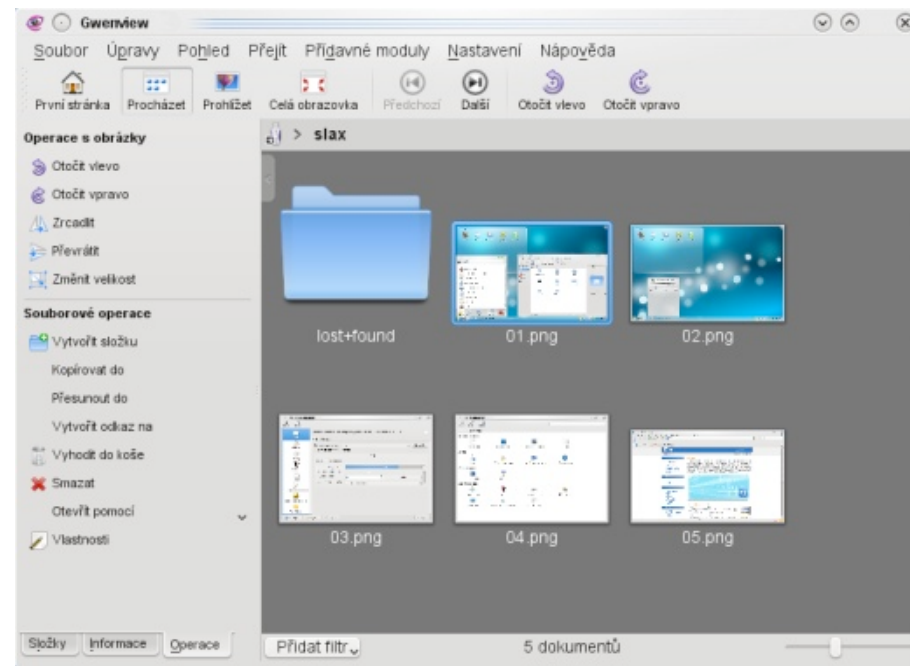 Gwenview
Soubor Úpravy Pohled Přejít Přídavné moduly Nastavení Nápověda
První stránka Procházet Prohlížet Celá obrazovka Předchozí Další Otočit vlevo Otočit vpravo
Operace s obrázky
Otočit vlevo
Otočit vpravo
Zrcadlit
Převrátit
Změnit velikost
Souborové operace
Vytvořit složku
Kopírovat do
Přesunout do
Vytvořit odkaz na
Vyhodit do koše
Smazat
Otevřít pomocí
Vlastnosti
Složky Informace Operace
> slax
<
lost+found 01.png 02.png
03.png 04.png 05.png
Přidat filtr 5 dokumentů